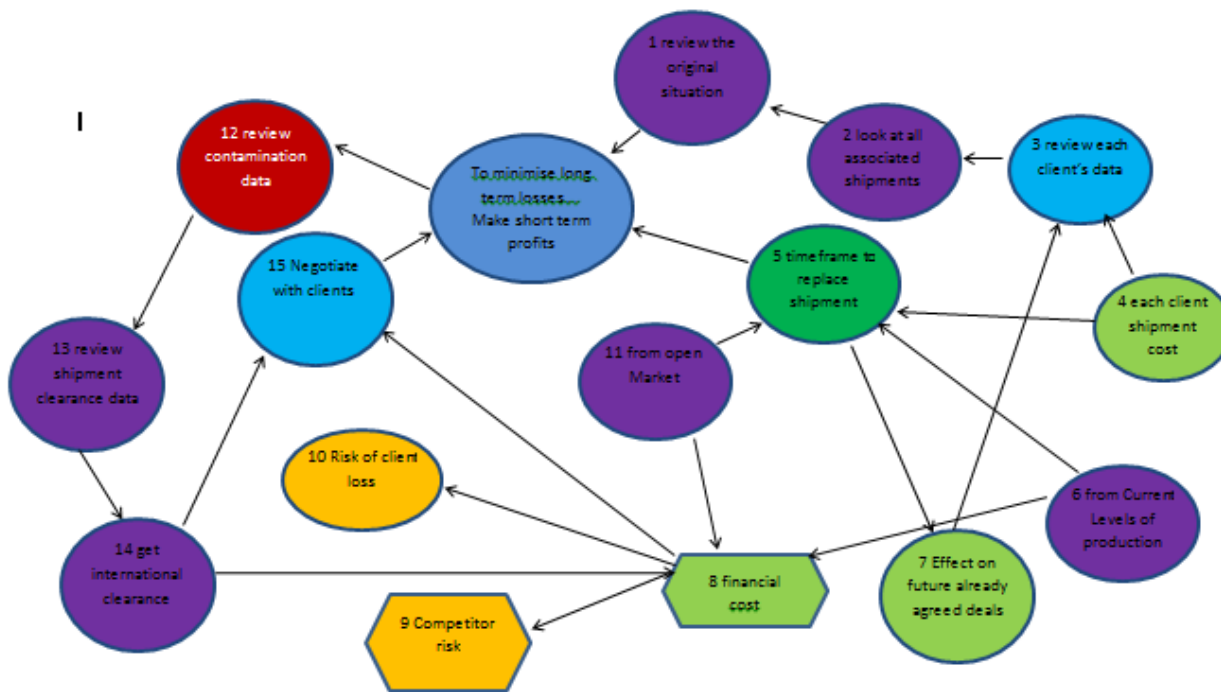 I
1 review the
original
situation
12 review
contamination
data
To minimise long
term losses..
Make short term
profits
2 look at all
associated
shipments
3 review each
client's data
15 Negotiate
with clients
5 timeframe to
replace
shipment
4 each client
shipment
cost
13 review
shipment
clearance data
11 from open
Market
10 Risk of client
loss
6 from Current
Levels of
production
14 get
international
clearance
8 financial
cost
7 Effect on
future already
agreed deals
9 Competitor
risk